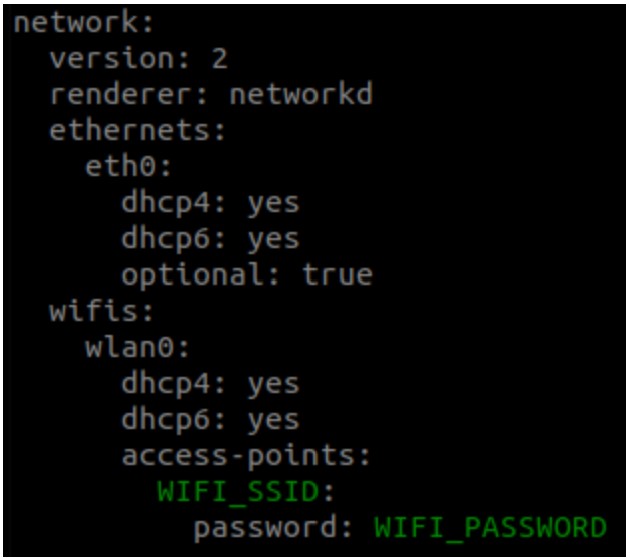 network:
  version: 2
  renderer: networkd
  ethernets:
    eth0:
      dhcp4: yes
      dhcp6: yes
      optional: true
  wifis:
    wlan0:
      dhcp4: yes
      dhcp6: yes
      access-points:
        WIFI_SSID:
          password: WIFI_PASSWORD